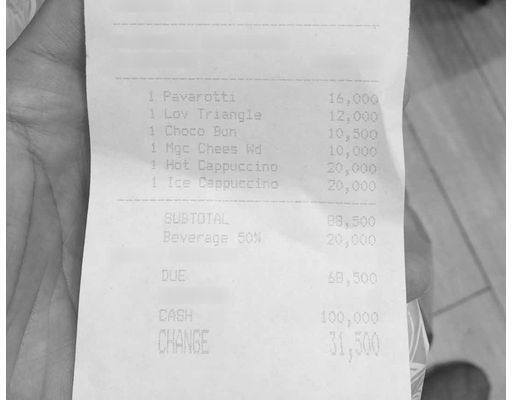 1 Pavarotti 16,000
1 Lov Triangle 12,000
1 Choco Bun 10,500
1 Mgc Chees Wd 10,000
1 Hot Cappuccino 20,000
1 Ice Cappuccino 20,000
SUBTOTAL 88,500
Beverage 50% 20,000
DUE 68,500
CASH 100,000
CHANGE 31,500